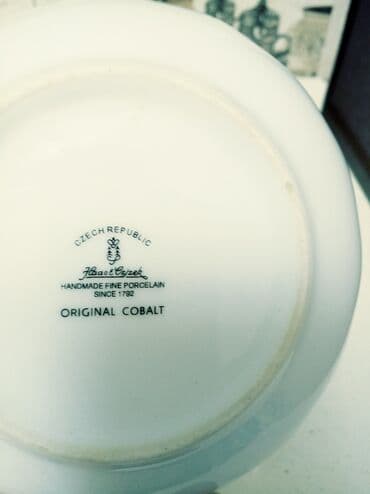 CZECH REPUBLIC
HANDMADE FINE PORCELAIN
SINCE 1792
ORIGINAL COBALT